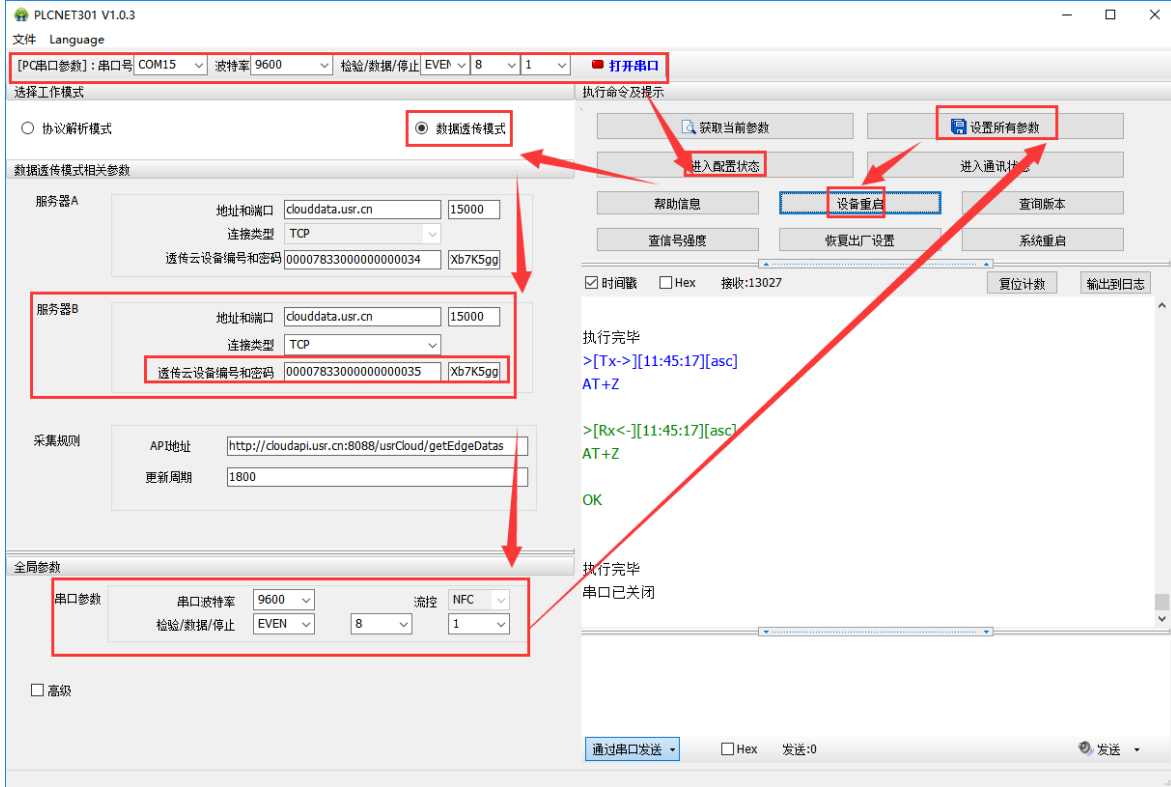 PLCNET301 V1.0.3
文件 Language
[PC串口参数]:串口号 COM15 波特率 9600 检验/数据/停止 EVEN 8 1 打开串口
选择工作模式
协议解析模式 数据透传模式
数据透传模式相关参数
服务器A
地址和端口 clouddata.usr.cn 15000
连接类型 TCP
透传云设备编号和密码 00007833000000000034 Xb7K5gg
服务器B
地址和端口 clouddata.usr.cn 15000
连接类型 TCP
透传云设备编号和密码 00007833000000000035 Xb7K5gg
采集规则
API地址 http://cloudapi.usr.cn:8088/usrCloud/getEdgeDatas
更新周期 1800
全局参数
串口参数
串口波特率 9600 流控 NFC
检验/数据/停止 EVEN 8 1
高级
执行命令及提示
获取当前参数 设置所有参数
进入配置状态 进入通讯状态
帮助信息 设备重启 查询版本
查信号强度 恢复出厂设置 系统重启
时间戳 Hex 接收:13027 复位计数 输出到日志
执行完毕
>[Tx->][11:45:17][asc]
AT+Z
>[Rx<-][11:45:17][asc]
AT+Z
OK
执行完毕
串口已关闭
通过串口发送 Hex 发送:0 发送